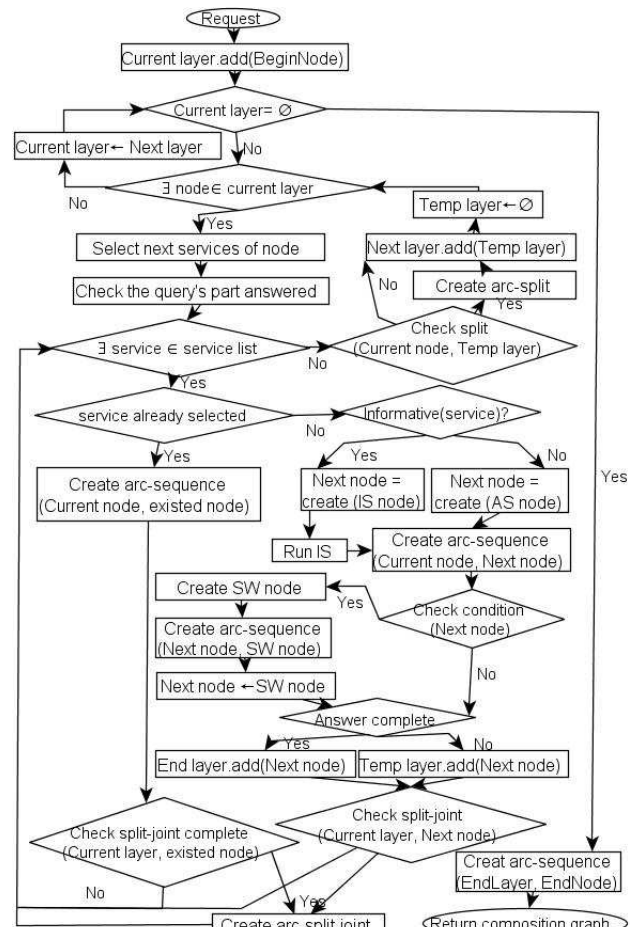 Request
Current layer.add(BeginNode)
Current layer= ∅
Current layer← Next layer
No
∃ node∈ current layer
No
Temp layer←∅
Yes
Select next services of node
Next layer.add(Temp layer)
Check the query's part answered
No
Create arc-split
Yes
∃ service ∈ service list
No
Check split
(Current node, Temp layer)
Yes
service already selected
No
Informative(service)?
Yes
Yes
No
Yes
Create arc-sequence
(Current node, existed node)
Next node =
create (IS node)
Next node =
create (AS node)
Run IS
Create arc-sequence
(Current node, Next node)
Create SW node
Yes
Check condition
(Next node)
Create arc-sequence
(Next node, SW node)
No
Next node ←SW node
Answer complete
Yes
No
End layer.add(Next node)
Temp layer.add(Next node)
Check split-joint
(Current layer, Next node)
Check split-joint complete
(Current layer, existed node)
Creat arc-sequence
(EndLayer, EndNode)
No
Yes
Create arc split joint
Return composition graph